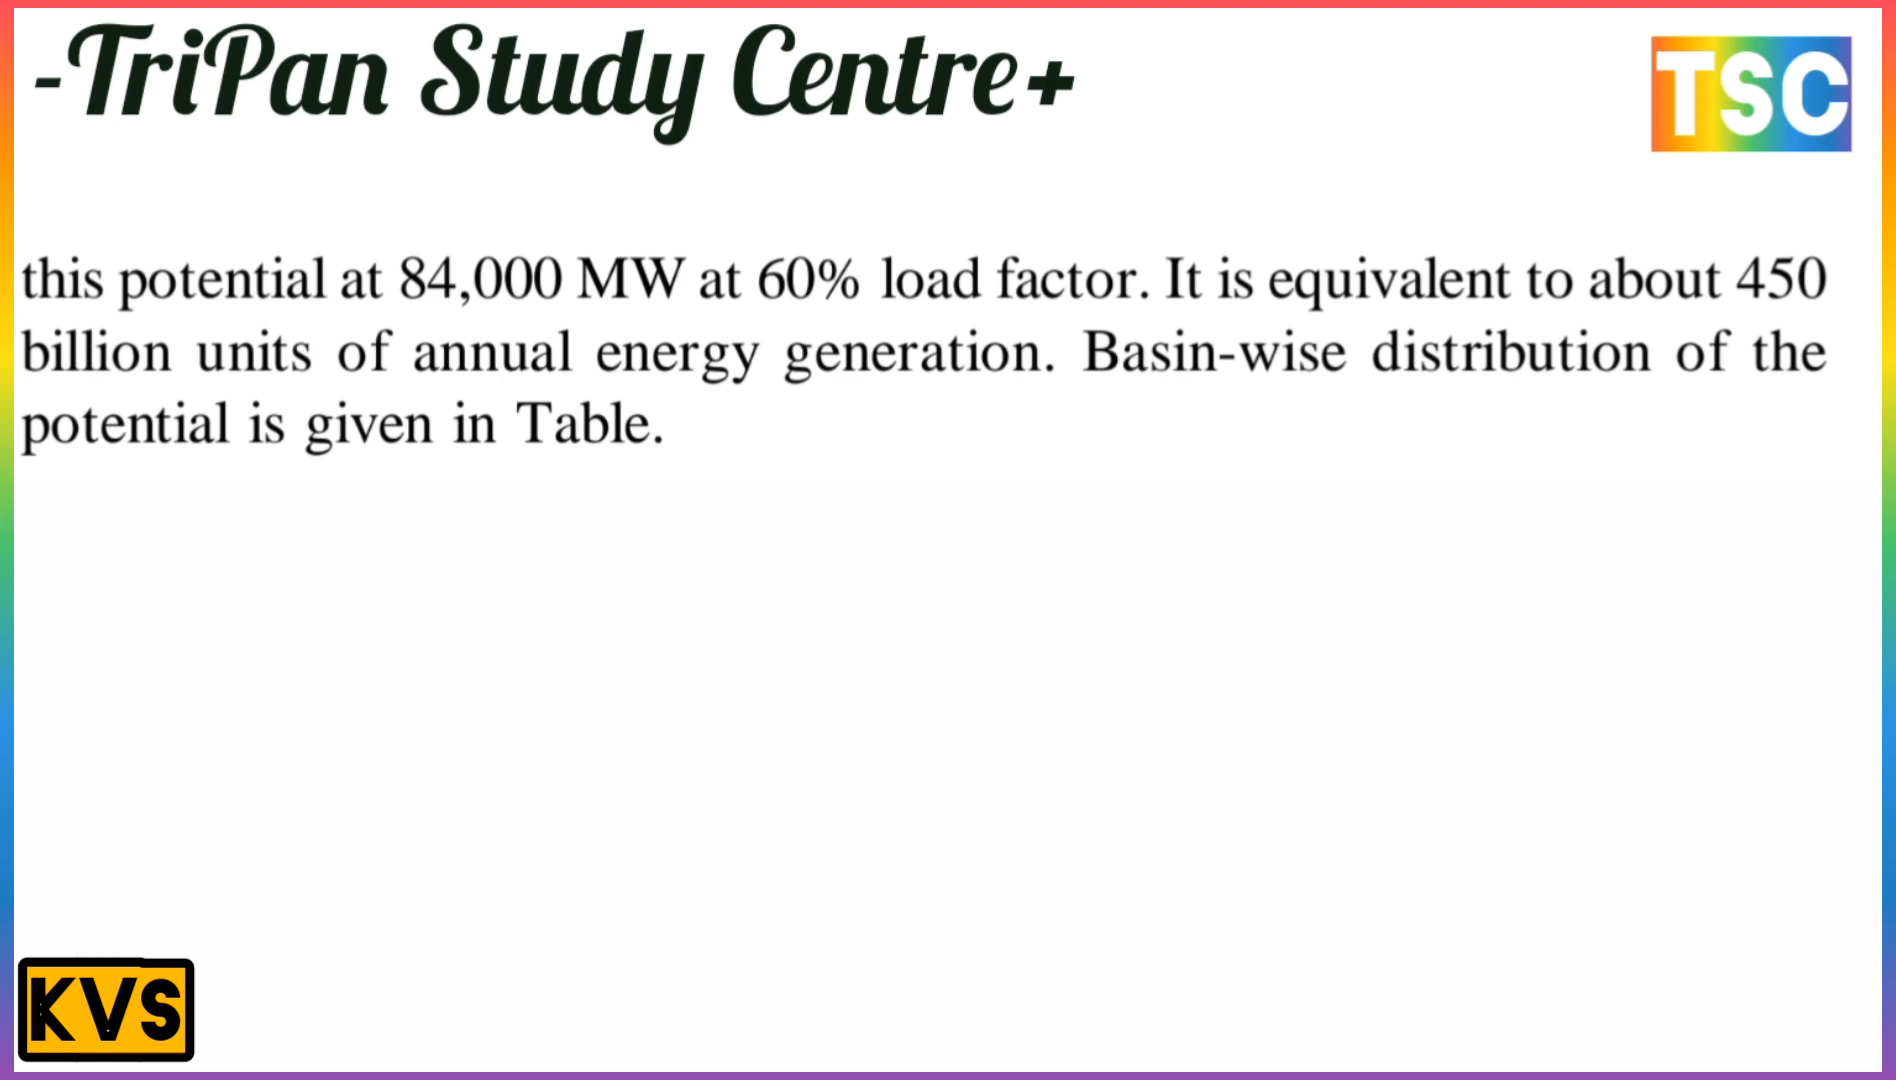 -TriPan Study Centre+
TSC
this potential at 84,000 MW at 60% load factor. It is equivalent to about 450
billion units of annual energy generation. Basin-wise distribution of the
potential is given in Table.
KVS